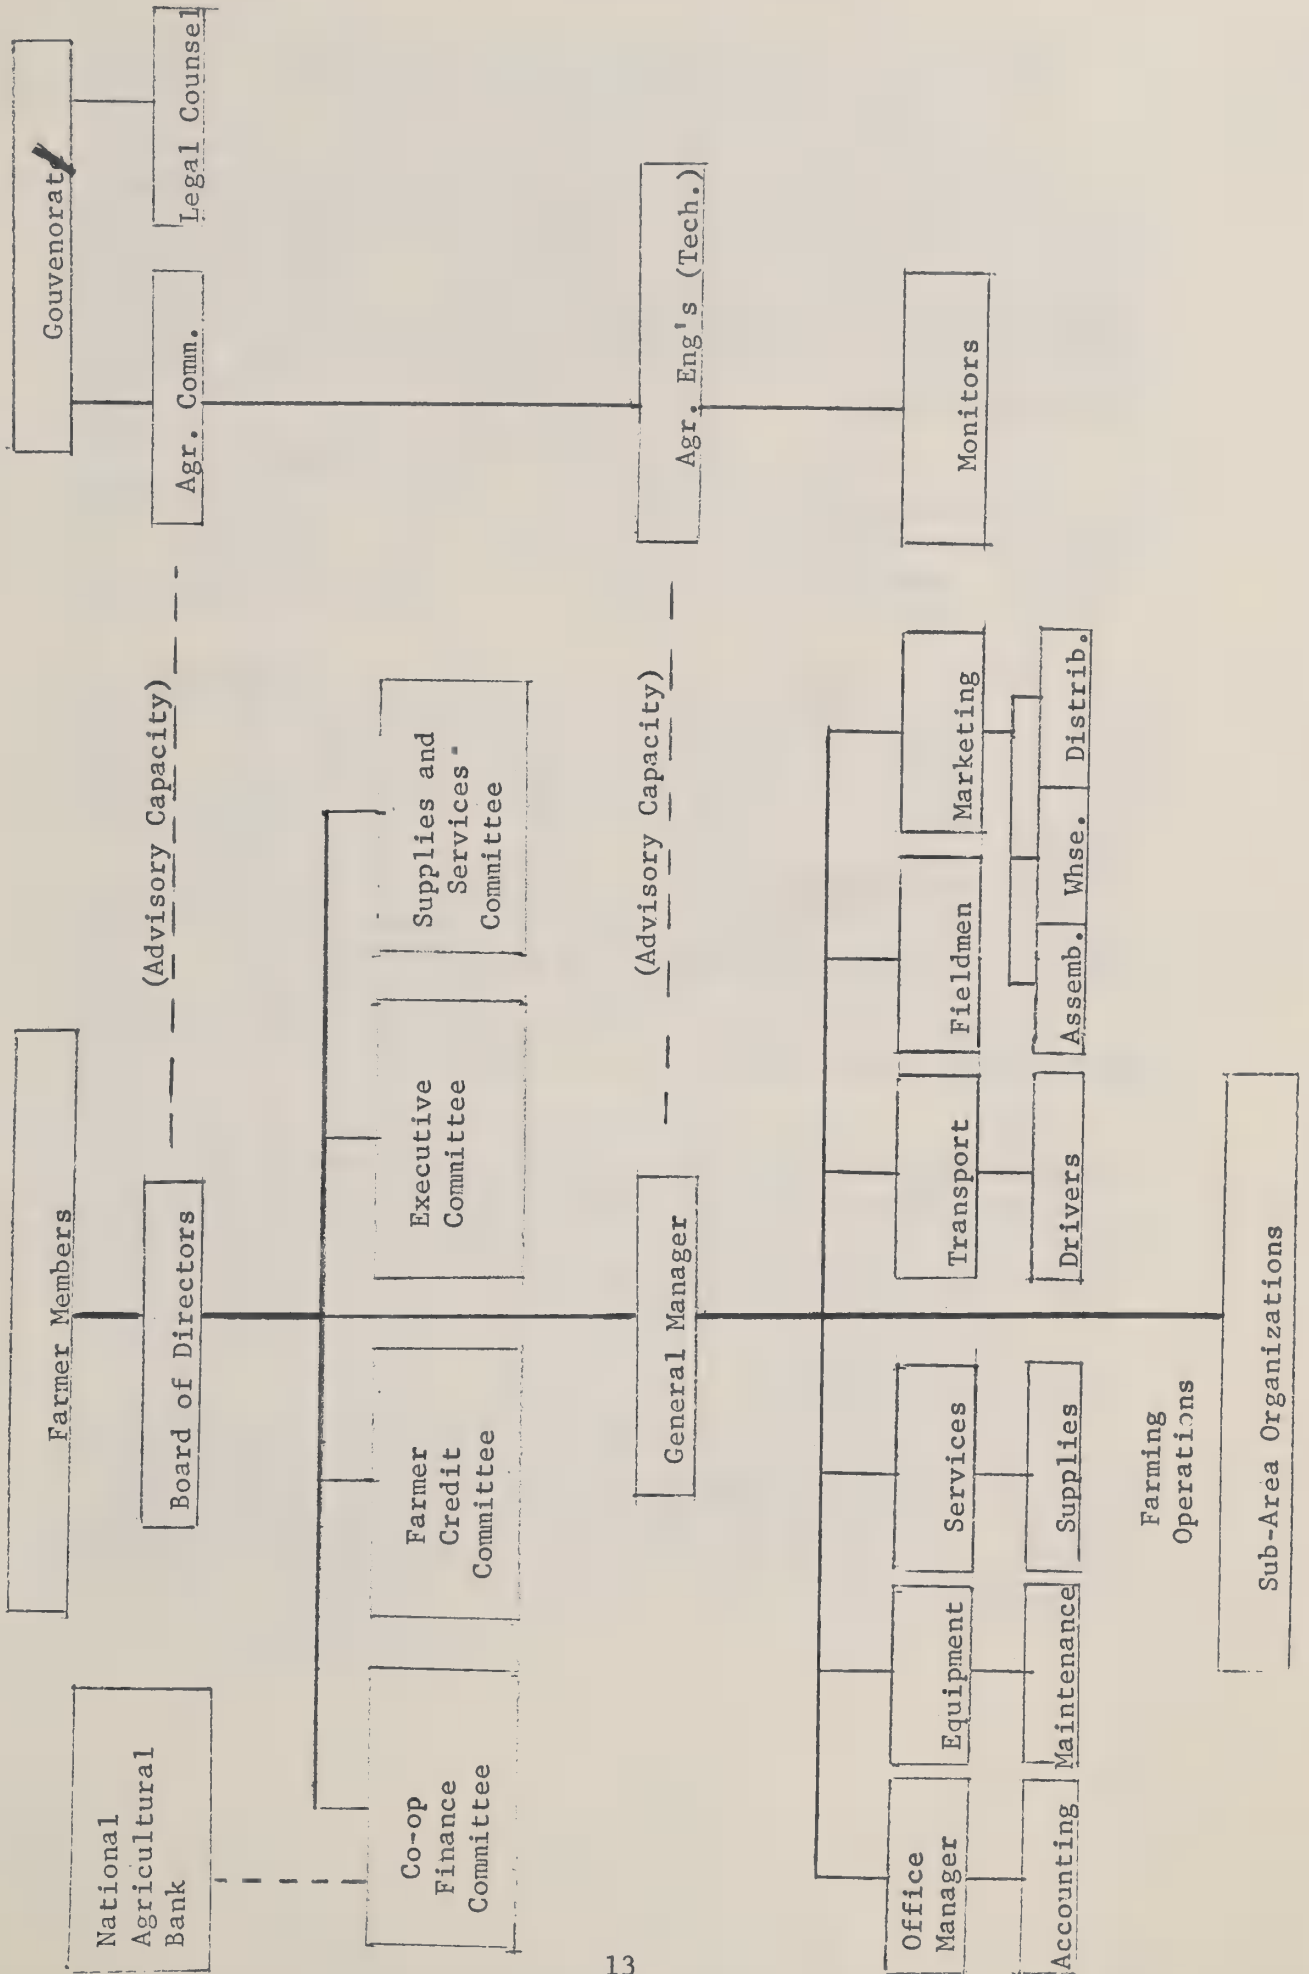 Gouvenorate
Farmer Members
National
Agricultural
Bank
Board of Directors
(Advisory Capacity)
Agr. Comm.
Legal Counsel
Co-op
Finance
Committee
Farmer
Credit
Committee
Executive
Committee
Supplies and
Services
Committee
General Manager
(Advisory Capacity)
Agr. Eng's (Tech.)
Office
Manager
Equipment
Services
Transport
Fieldmen
Marketing
Monitors
Accounting
Maintenance
Supplies
Drivers
Assemb.
Whse.
Distrib.
Farming
Operations
Sub-Area Organizations
13